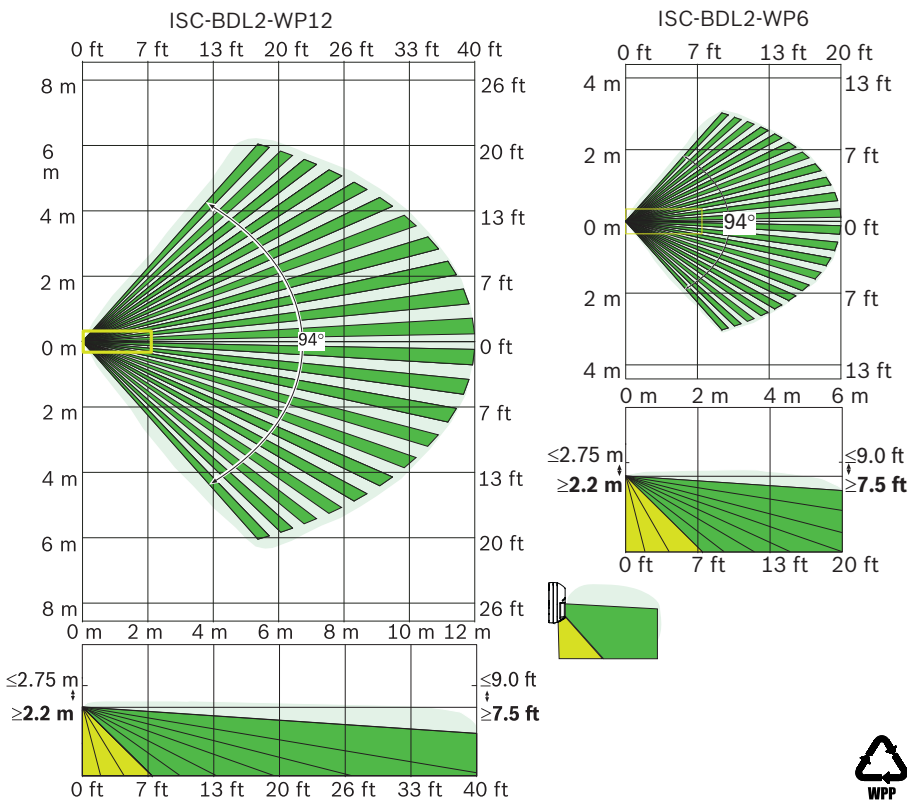 ISC-BDL2-WP12
0 ft 7 ft 13 ft 20 ft 26 ft 33 ft 40 ft
8 m 26 ft
6 m 20 ft
4 m 13 ft
2 m 7 ft
0 m 94° 0 ft
2 m 7 ft
4 m 13 ft
6 m 20 ft
8 m 26 ft
0 m 2 m 4 m 6 m 8 m 10 m 12 m
≤2.75 m ≤9.0 ft
≥2.2 m ≥7.5 ft
0 ft 7 ft 13 ft 20 ft 26 ft 33 ft 40 ft
ISC-BDL2-WP6
0 ft 7 ft 13 ft 20 ft
4 m 13 ft
2 m 7 ft
0 m 94° 0 ft
2 m 7 ft
4 m 13 ft
0 m 2 m 4 m 6 m
≤2.75 m ≤9.0 ft
≥2.2 m ≥7.5 ft
0 ft 7 ft 13 ft 20 ft
WPP